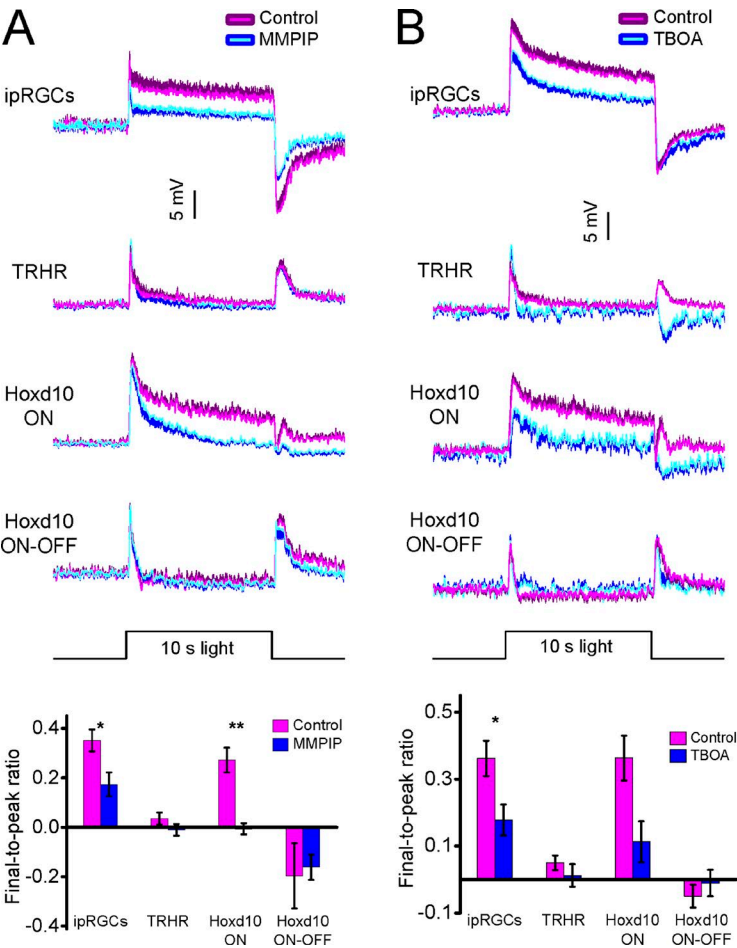 A
Control
MMPIP
ipRGCs
5 mV
TRHR
Hoxd10
ON
Hoxd10
ON-OFF
10 s light
Final-to-peak ratio
0.4
0.2
0.0
-0.2
-0.4
*
**
Control
MMPIP
ipRGCs
TRHR
Hoxd10
ON
Hoxd10
ON-OFF
B
Control
TBOA
ipRGCs
5 mV
TRHR
Hoxd10
ON
Hoxd10
ON-OFF
10 s light
Final-to-peak ratio
0.5
0.3
0.1
-0.1
*
Control
TBOA
ipRGCs
TRHR
Hoxd10
ON
Hoxd10
ON-OFF